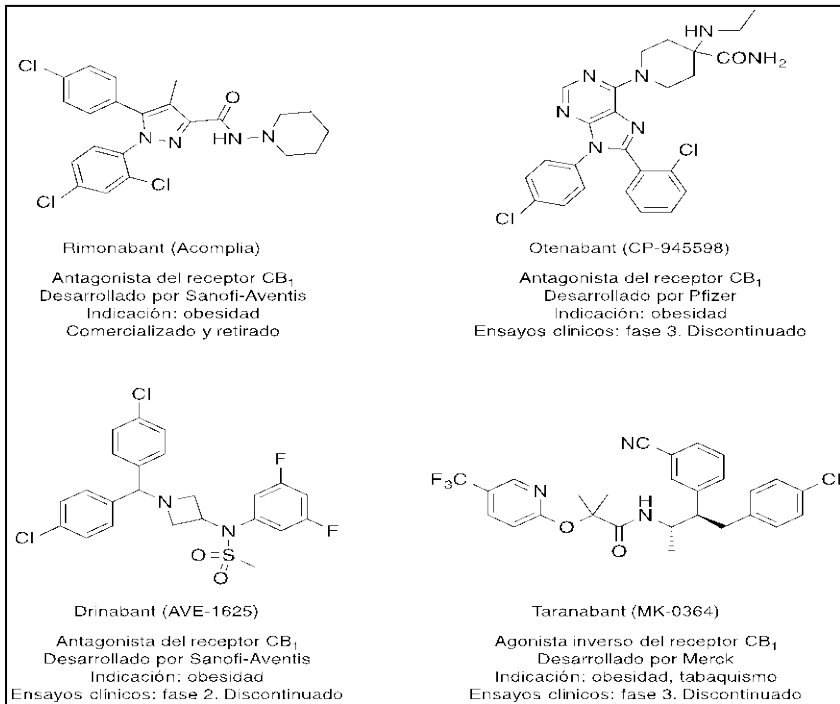 Cl
N
N
O
HN
N
Cl
Cl
Rimonabant (Acomplia)
Antagonista del receptor CB₁
Desarrollado por Sanofi-Aventis
Indicación: obesidad
Comercializado y retirado
HN
CONH₂
N
N
N
N
N
Cl
Cl
Otenabant (CP-945598)
Antagonista del receptor CB₁
Desarrollado por Pfizer
Indicación: obesidad
Ensayos clínicos: fase 3. Discontinuado
Cl
F
N
Cl
N
F
O
S
O
Drinabant (AVE-1625)
Antagonista del receptor CB₁
Desarrollado por Sanofi-Aventis
Indicación: obesidad
Ensayos clínicos: fase 2. Discontinuado
NC
Cl
F₃C
N
H
N
O
O
Taranabant (MK-0364)
Agonista inverso del receptor CB₁
Desarrollado por Merck
Indicación: obesidad, tabaquismo
Ensayos clínicos: fase 3. Discontinuado